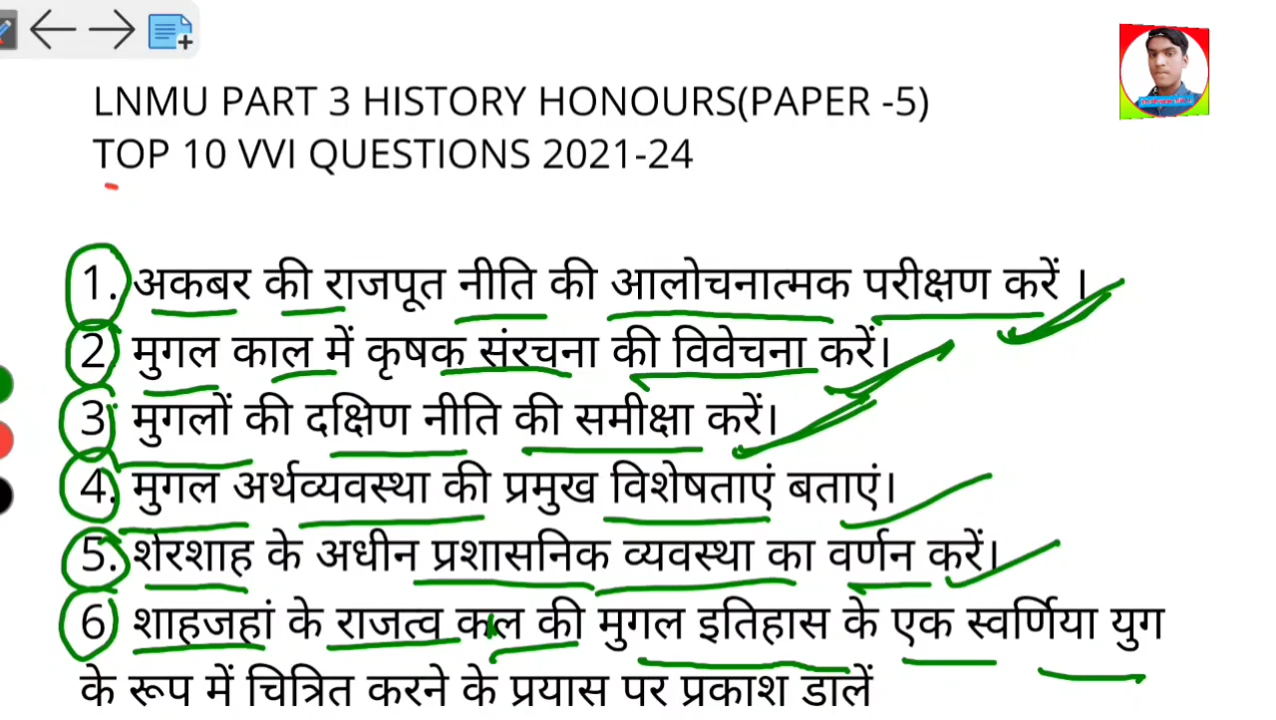 LNMU PART 3 HISTORY HONOURS(PAPER -5)
TOP 10 VVI QUESTIONS 2021-24
1. अकबर की राजपूत नीति की आलोचनात्मक परीक्षण करें ।
2. मुगल काल में कृषक संरचना की विवेचना करें।
3. मुगलों की दक्षिण नीति की समीक्षा करें।
4. मुगल अर्थव्यवस्था की प्रमुख विशेषताएं बताएं।
5. शेरशाह के अधीन प्रशासनिक व्यवस्था का वर्णन करें।
6) शाहजहां के राजत्व काल की मुगल इतिहास के एक स्वर्णिया युग
के रूप में चित्रित करने के प्रयास पर प्रकाश डालें